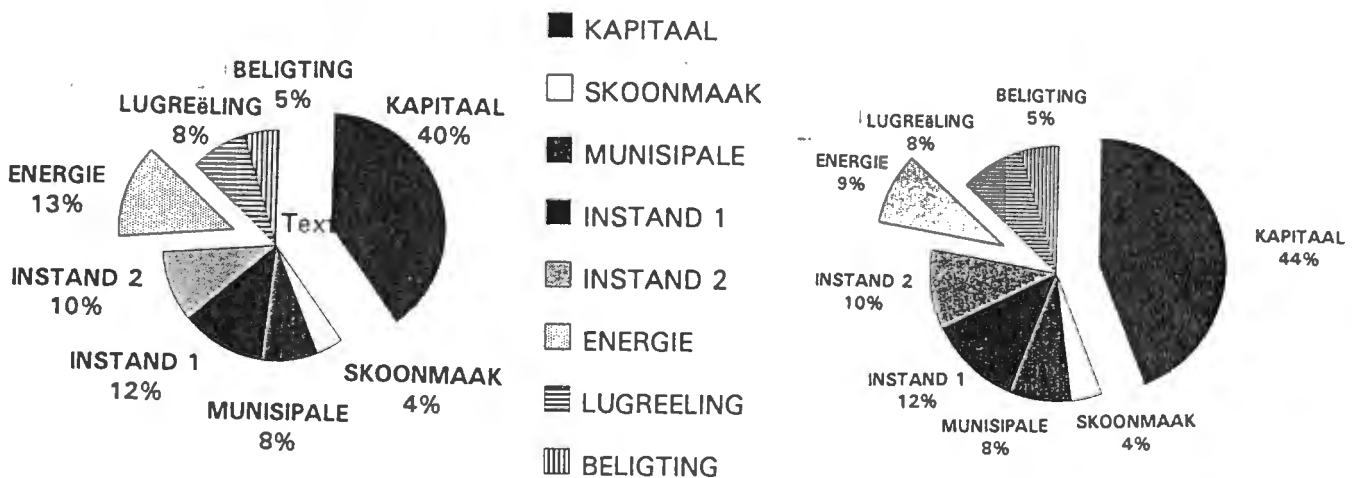 BELIGTING
5%
LUGREëLING
8%
KAPITAAL
40%
ENERGIE
13%
Text
INSTAND 2
10%
INSTAND 1
12%
MUNISIPALE
8%
SKOONMAAK
4%
KAPITAAL
SKOONMAAK
MUNISIPALE
INSTAND 1
INSTAND 2
ENERGIE
LUGREELING
BELIGTING
BELIGTING
5%
LUGREëLING
8%
ENERGIE
9%
KAPITAAL
44%
INSTAND 2
10%
INSTAND 1
12%
MUNISIPALE
8%
SKOONMAAK
4%